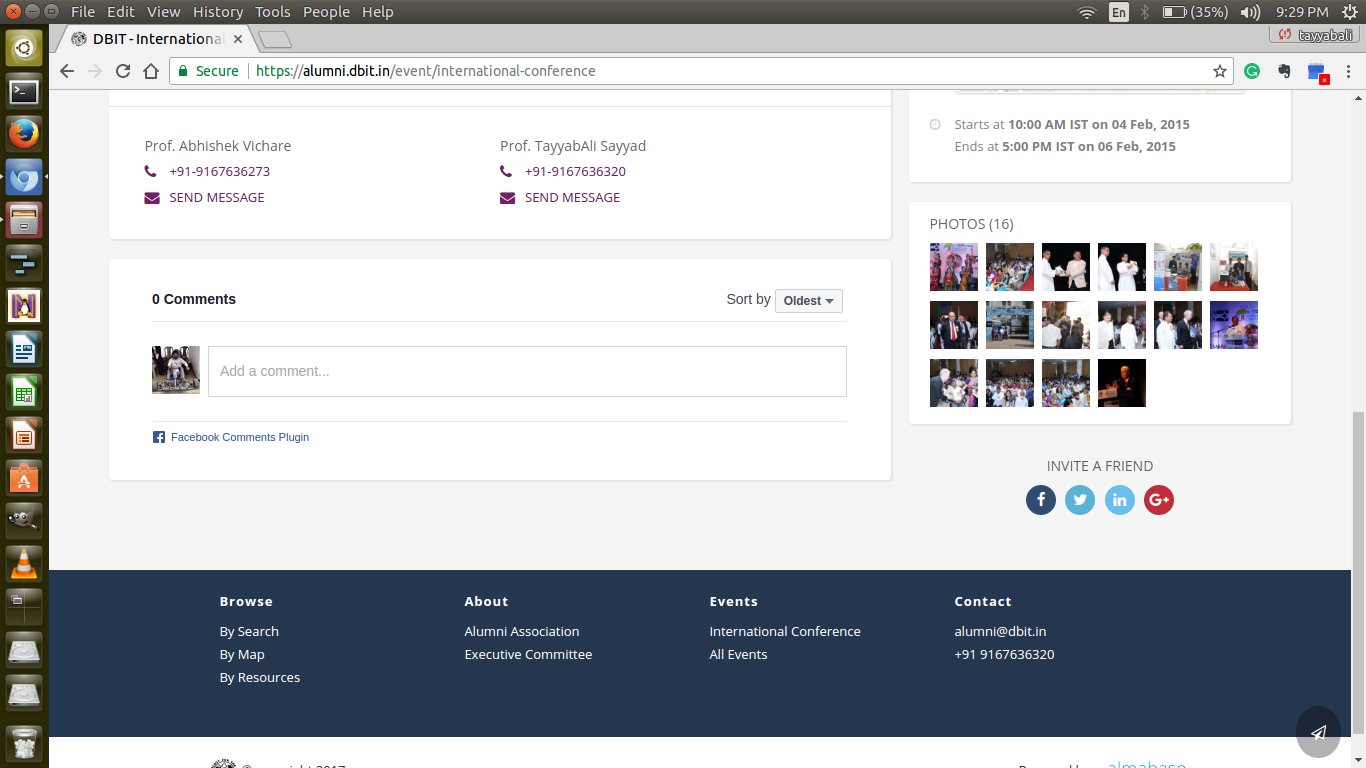 File Edit View History Tools People Help
En
(35%)
9:29 PM
DBIT - International
tayyabali
Secure
https://alumni.dbit.in/event/international-conference
Prof. Abhishek Vichare
+91-9167636273
SEND MESSAGE
Prof. TayyabAli Sayyad
+91-9167636320
SEND MESSAGE
Starts at 10:00 AM IST on 04 Feb, 2015
Ends at 5:00 PM IST on 06 Feb, 2015
PHOTOS (16)
0 Comments
Sort by Oldest
Add a comment...
Facebook Comments Plugin
INVITE A FRIEND
Browse
By Search
By Map
By Resources
About
Alumni Association
Executive Committee
Events
International Conference
All Events
Contact
alumni@dbit.in
+91 9167636320